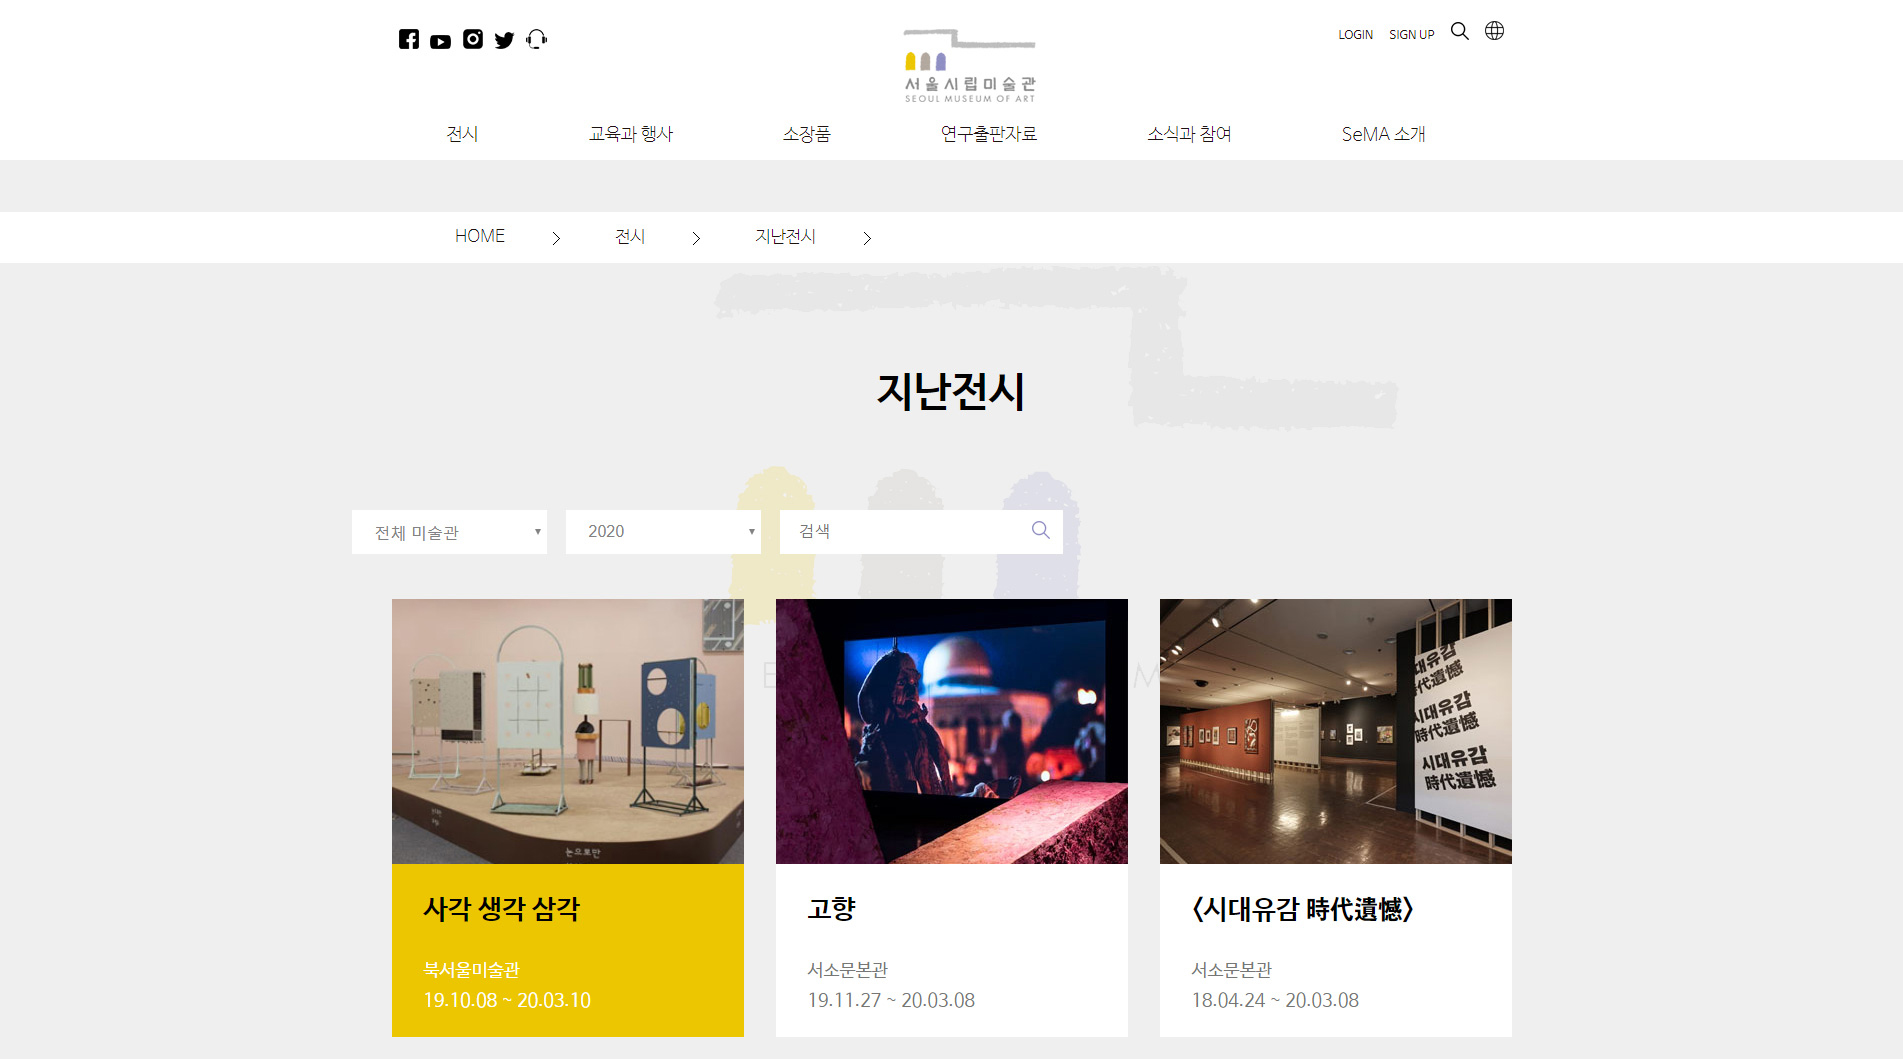 LOGIN SIGN UP
서울시립미술관
SEOUL MUSEUM OF ART
전시 교육과 행사 소장품 연구출판자료 소식과 참여 SeMA 소개
HOME 전시 지난전시
지난전시
전체 미술관 2020 검색
눈으로만
시대유감
時代遺憾
시대유감
時代遺憾
시대유감
時代遺憾
사각 생각 삼각
북서울미술관
19.10.08 ~ 20.03.10
고향
서소문본관
19.11.27 ~ 20.03.08
〈시대유감 時代遺憾〉
서소문본관
18.04.24 ~ 20.03.08